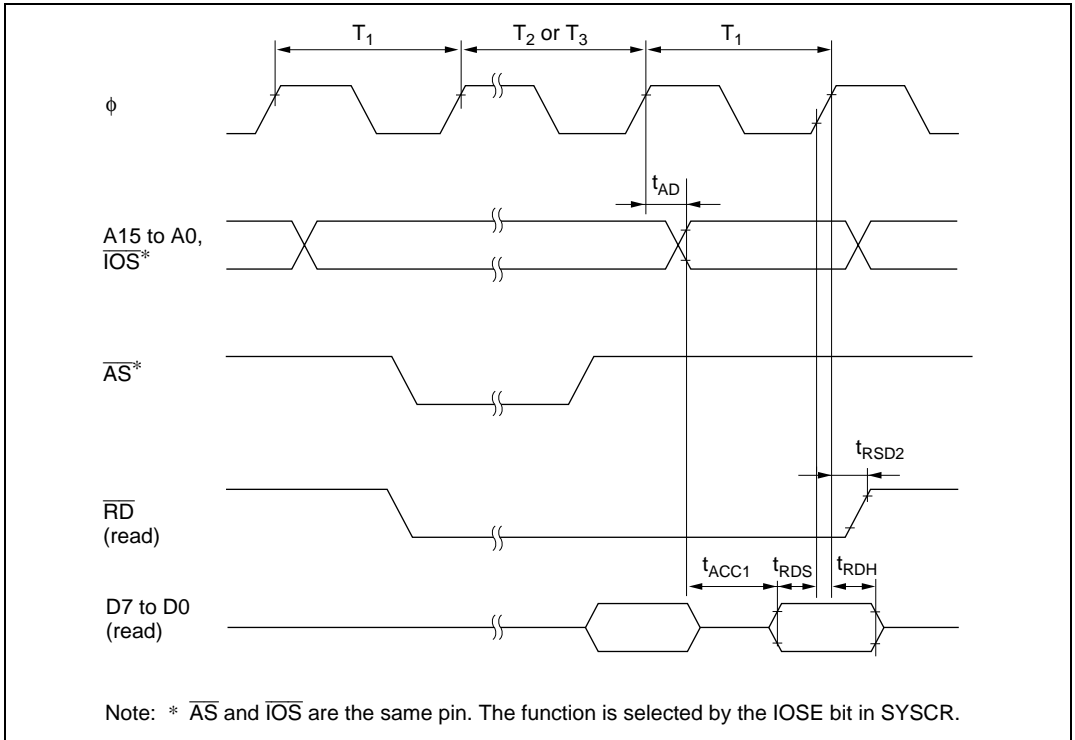 T1
T2 or T3
T1
ϕ
tAD
A15 to A0,
IOS*
AS*
tRSD2
RD
(read)
tACC1
tRDS
tRDH
D7 to D0
(read)
Note: * AS and IOS are the same pin. The function is selected by the IOSE bit in SYSCR.